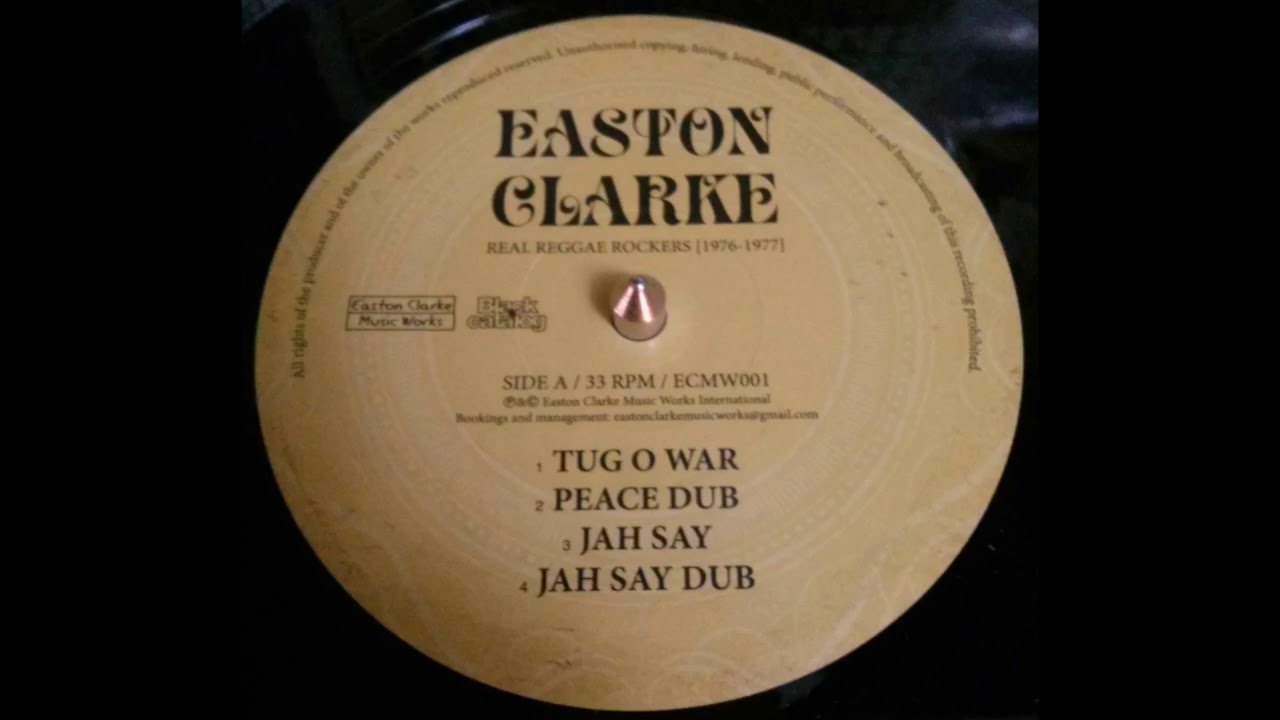 All rights of the producer and of the owner of the works reproduced reserved. Unauthorised copying, hiring, lending, public performance and broadcasting of this recording prohibited.
EASTON
CLARKE
REAL REGGAE ROCKERS [1976-1977]
Easton Clarke
Music Works
Black
catalog
SIDE A / 33 RPM / ECMW001
℗&© Easton Clarke Music Works International
Bookings and management: eastonclarkemusicworks@gmail.com
1 TUG O WAR
2 PEACE DUB
3 JAH SAY
4 JAH SAY DUB